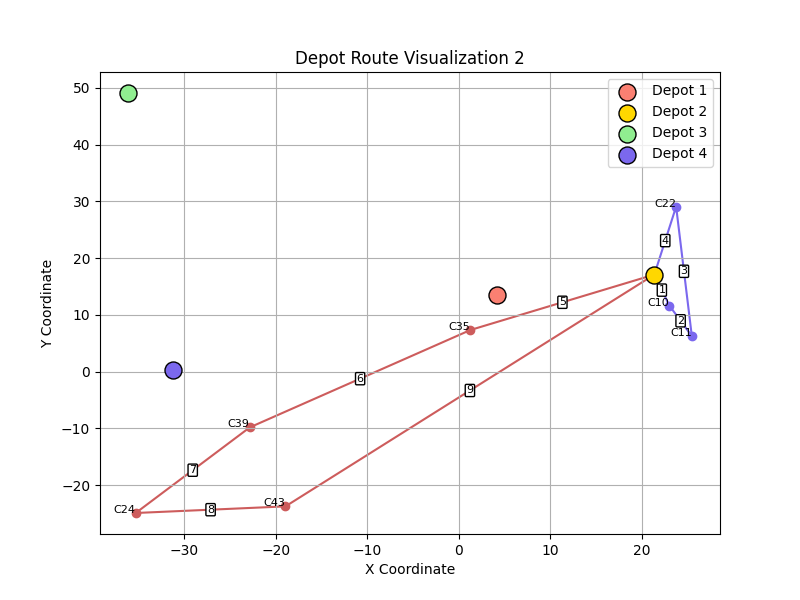 Depot Route Visualization 2
Depot 1
Depot 2
Depot 3
Depot 4
Y Coordinate
50
40
30
20
10
0
−10
−20
C22
4
3
1
C10
2
C11
5
C35
6
9
C39
7
C24
8
C43
−30
−20
−10
0
10
20
X Coordinate